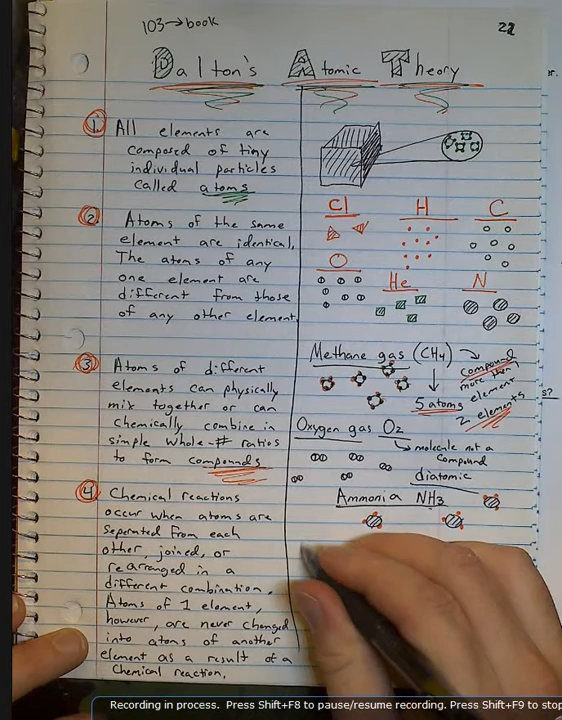 103→book
22
Dalton's Atomic Theory
1. All elements are
composed of tiny
individual particles
called atoms
2 Atoms of the same
element are identical.
The atoms of any
one element are
different from those
of any other element.
3 Atoms of different
elements can physically
mix together or can
chemically combine in
simple whole-# ratios
to form compounds
4 Chemical reactions
occur when atoms are
seperated from each
other, joined, or
rearranged in a
different combination.
Atoms of 1 element,
however, are never changed
into atoms of another
element as a result of a
Chemical reaction.
Cl H C
O He N
Methane gas (CH4) → compound
more than 1
element
5 atoms
2 elements
Oxygen gas O2
→ molecule not a
compound
diatomic
Ammonia NH3
s?
Recording in process. Press Shift+F8 to pause/resume recording. Press Shift+F9 to stop